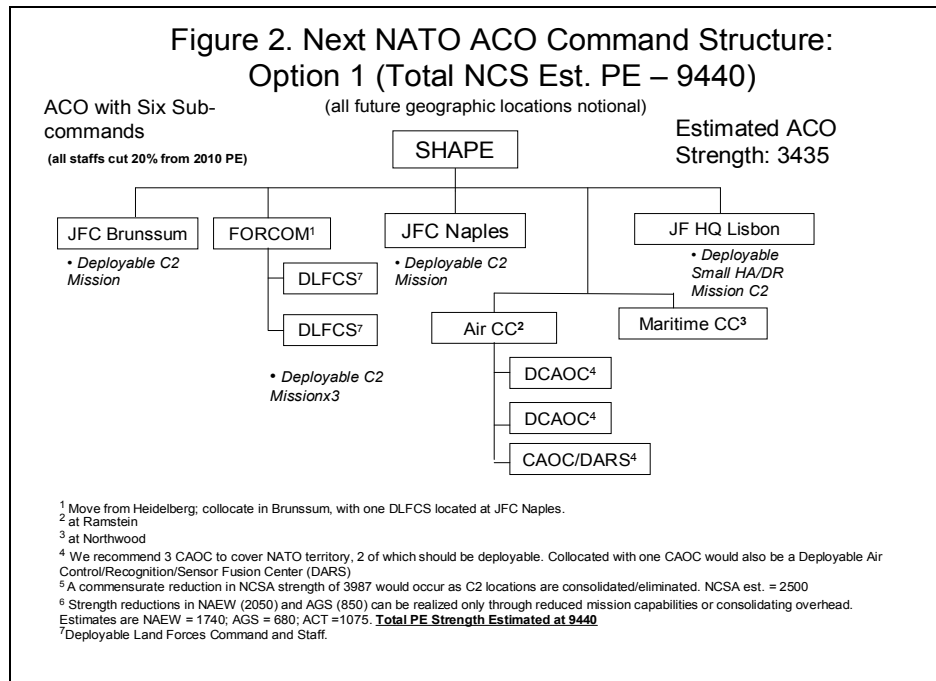 Figure 2. Next NATO ACO Command Structure:
Option 1 (Total NCS Est. PE – 9440)
(all future geographic locations notional)
ACO with Six Sub-
commands
(all staffs cut 20% from 2010 PE)
Estimated ACO
Strength: 3435
SHAPE
JFC Brunssum
• Deployable C2
Mission
FORCOM¹
DLFCS⁷
DLFCS⁷
• Deployable C2
Missionx3
JFC Naples
• Deployable C2
Mission
JF HQ Lisbon
• Deployable
Small HA/DR
Mission C2
Air CC²
Maritime CC³
DCAOC⁴
DCAOC⁴
CAOC/DARS⁴
¹ Move from Heidelberg; collocate in Brunssum, with one DLFCS located at JFC Naples.
² at Ramstein
³ at Northwood
⁴ We recommend 3 CAOC to cover NATO territory, 2 of which should be deployable. Collocated with one CAOC would also be a Deployable Air
Control/Recognition/Sensor Fusion Center (DARS)
⁵ A commensurate reduction in NCSA strength of 3987 would occur as C2 locations are consolidated/eliminated. NCSA est. = 2500
⁶ Strength reductions in NAEW (2050) and AGS (850) can be realized only through reduced mission capabilities or consolidating overhead.
Estimates are NAEW = 1740; AGS = 680; ACT =1075. Total PE Strength Estimated at 9440
⁷Deployable Land Forces Command and Staff.